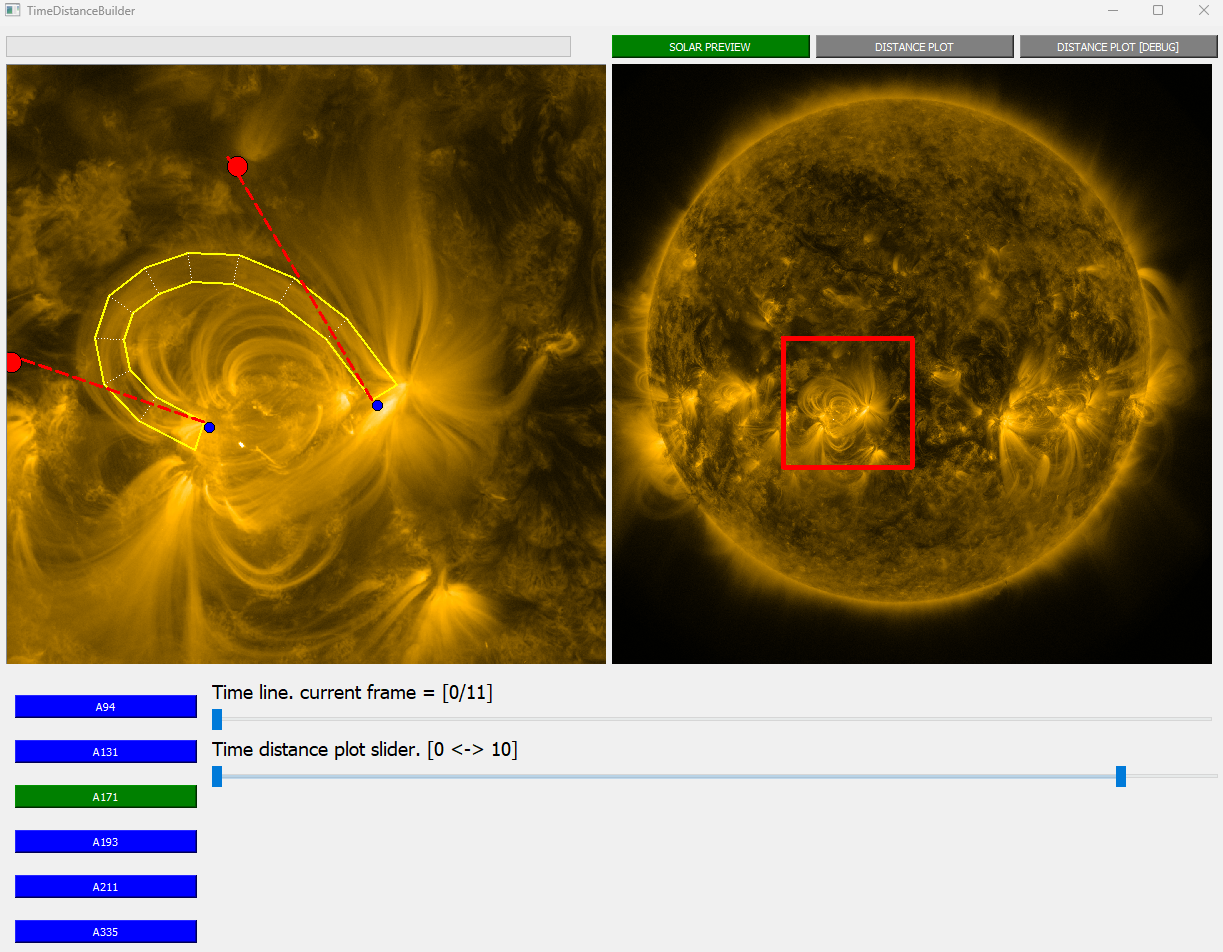 TimeDistanceBuilder
SOLAR PREVIEW
DISTANCE PLOT
DISTANCE PLOT [DEBUG]
Time line. current frame = [0/11]
A94
Time distance plot slider. [0 <-> 10]
A131
A171
A193
A211
A335